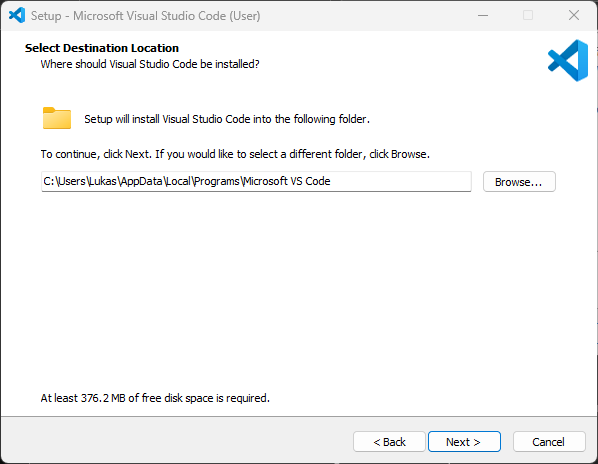 Setup - Microsoft Visual Studio Code (User)
Select Destination Location
Where should Visual Studio Code be installed?
Setup will install Visual Studio Code into the following folder.
To continue, click Next. If you would like to select a different folder, click Browse.
C:\Users\Lukas\AppData\Local\Programs\Microsoft VS Code
Browse...
At least 376.2 MB of free disk space is required.
< Back
Next >
Cancel